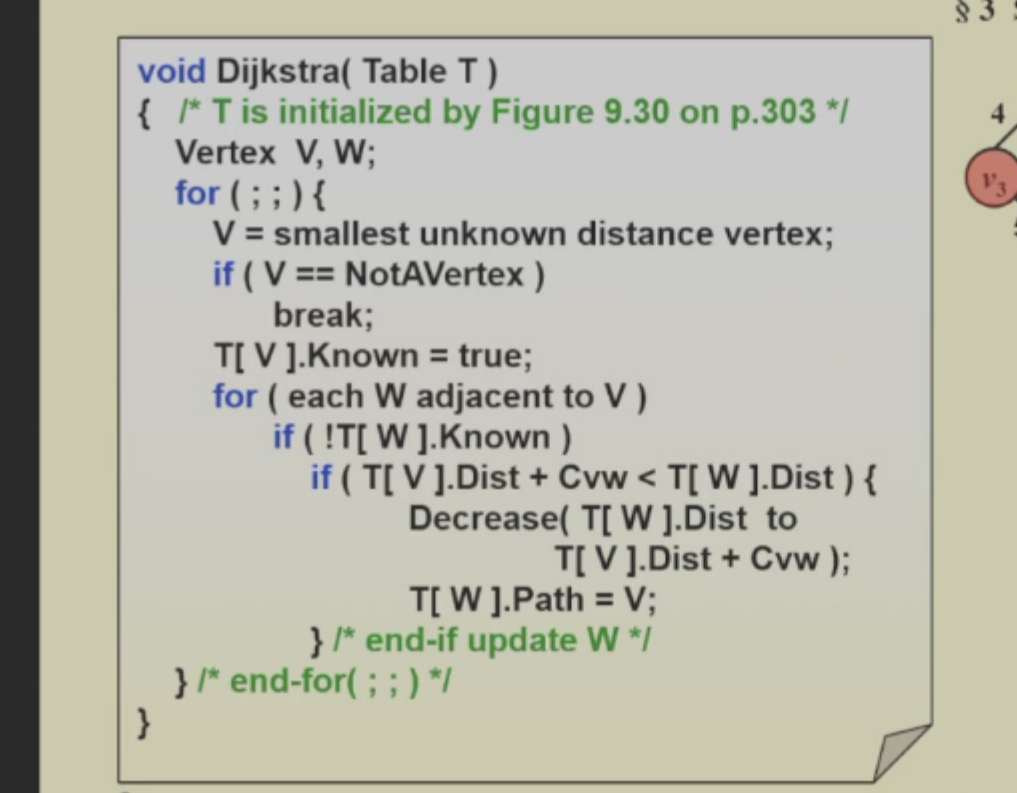 § 3
void Dijkstra( Table T )
{ /* T is initialized by Figure 9.30 on p.303 */
Vertex V, W;
for ( ; ; ) {
V = smallest unknown distance vertex;
if ( V == NotAVertex )
break;
T[ V ].Known = true;
for ( each W adjacent to V )
if ( !T[ W ].Known )
if ( T[ V ].Dist + Cvw < T[ W ].Dist ) {
Decrease( T[ W ].Dist to
T[ V ].Dist + Cvw );
T[ W ].Path = V;
} /* end-if update W */
} /* end-for( ; ; ) */
}
4
v3